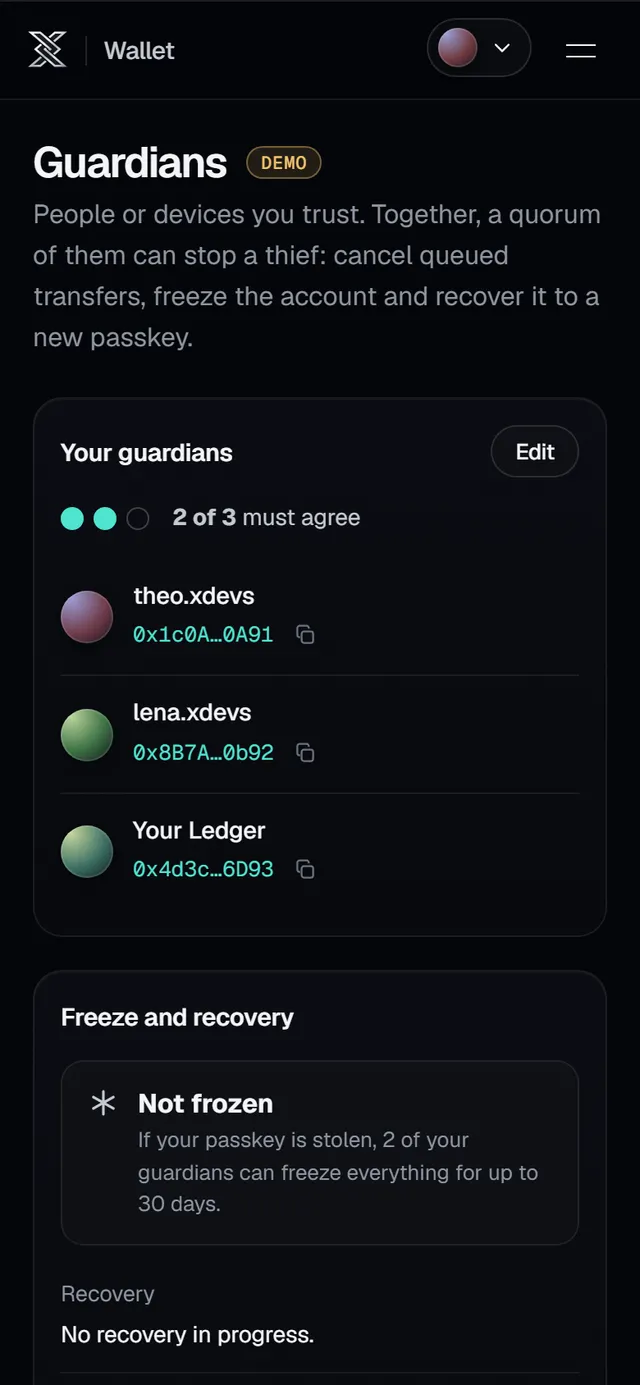 Wallet
Guardians DEMO
People or devices you trust. Together, a quorum
of them can stop a thief: cancel queued
transfers, freeze the account and recover it to a
new passkey.
Your guardians
Edit
2 of 3 must agree
theo.xdevs
0x1c0A…0A91
lena.xdevs
0x8B7A…0b92
Your Ledger
0x4d3c…6D93
Freeze and recovery
Not frozen
If your passkey is stolen, 2 of your
guardians can freeze everything for up to
30 days.
Recovery
No recovery in progress.